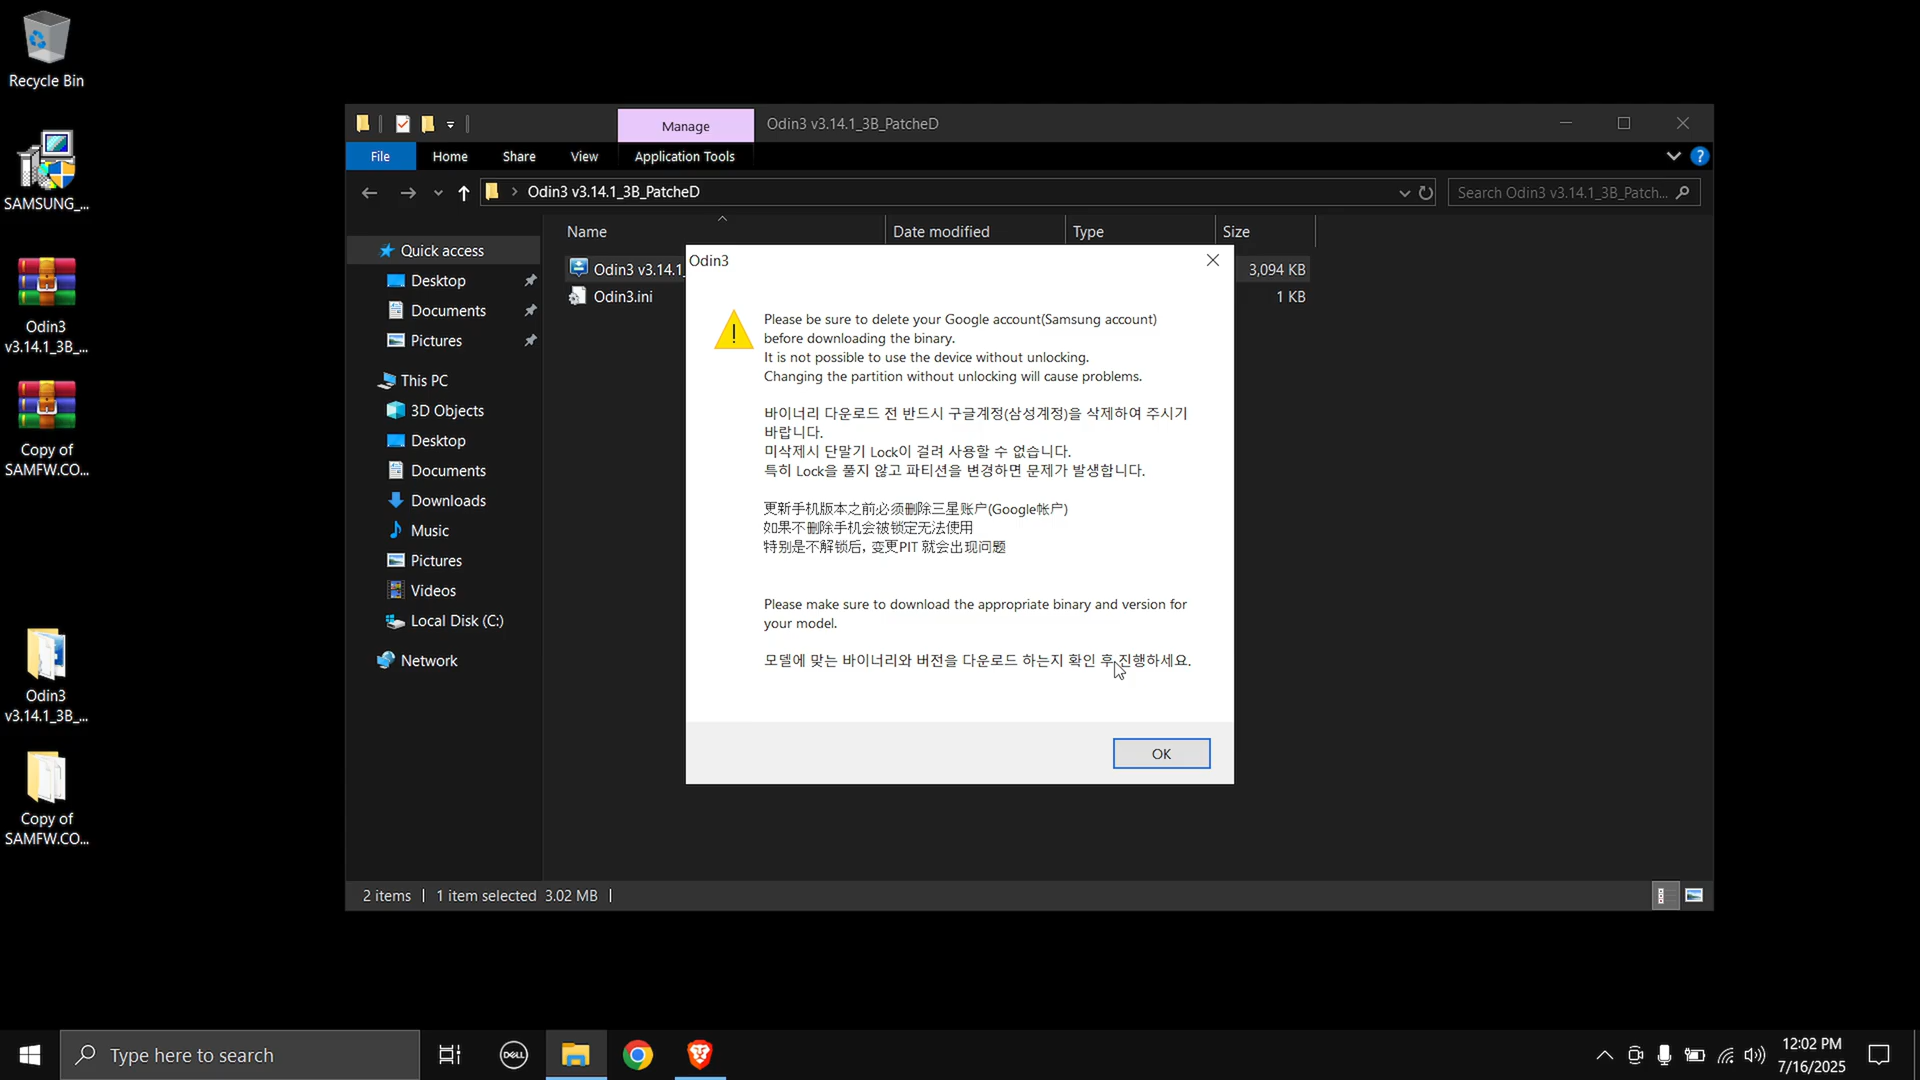 Recycle Bin
SAMSUNG_...
Odin3
v3.14.1_3B_...
Copy of
SAMFW.CO...
Odin3
v3.14.1_3B_...
Copy of
SAMFW.CO...
Manage
Odin3 v3.14.1_3B_PatcheD
File
Home
Share
View
Application Tools
Odin3 v3.14.1_3B_PatcheD
Search Odin3 v3.14.1_3B_Patch...
Quick access
Desktop
Documents
Pictures
This PC
3D Objects
Desktop
Documents
Downloads
Music
Pictures
Videos
Local Disk (C:)
Network
Name
Date modified
Type
Size
Odin3 v3.14.1_
3,094 KB
Odin3.ini
1 KB
Odin3
Please be sure to delete your Google account(Samsung account)
before downloading the binary.
It is not possible to use the device without unlocking.
Changing the partition without unlocking will cause problems.
바이너리 다운로드 전 반드시 구글계정(삼성계정)을 삭제하여 주시기
바랍니다.
미삭제시 단말기 Lock이 걸려 사용할 수 없습니다.
특히 Lock을 풀지 않고 파티션을 변경하면 문제가 발생합니다.
更新手机版本之前必须删除三星账户(Google帐户)
如果不删除手机会被锁定无法使用
特别是不解锁后, 变更PIT 就会出现问题
Please make sure to download the appropriate binary and version for
your model.
모델에 맞는 바이너리와 버전을 다운로드 하는지 확인 후 진행하세요.
OK
2 items
1 item selected 3.02 MB
Type here to search
DELL
12:02 PM
7/16/2025